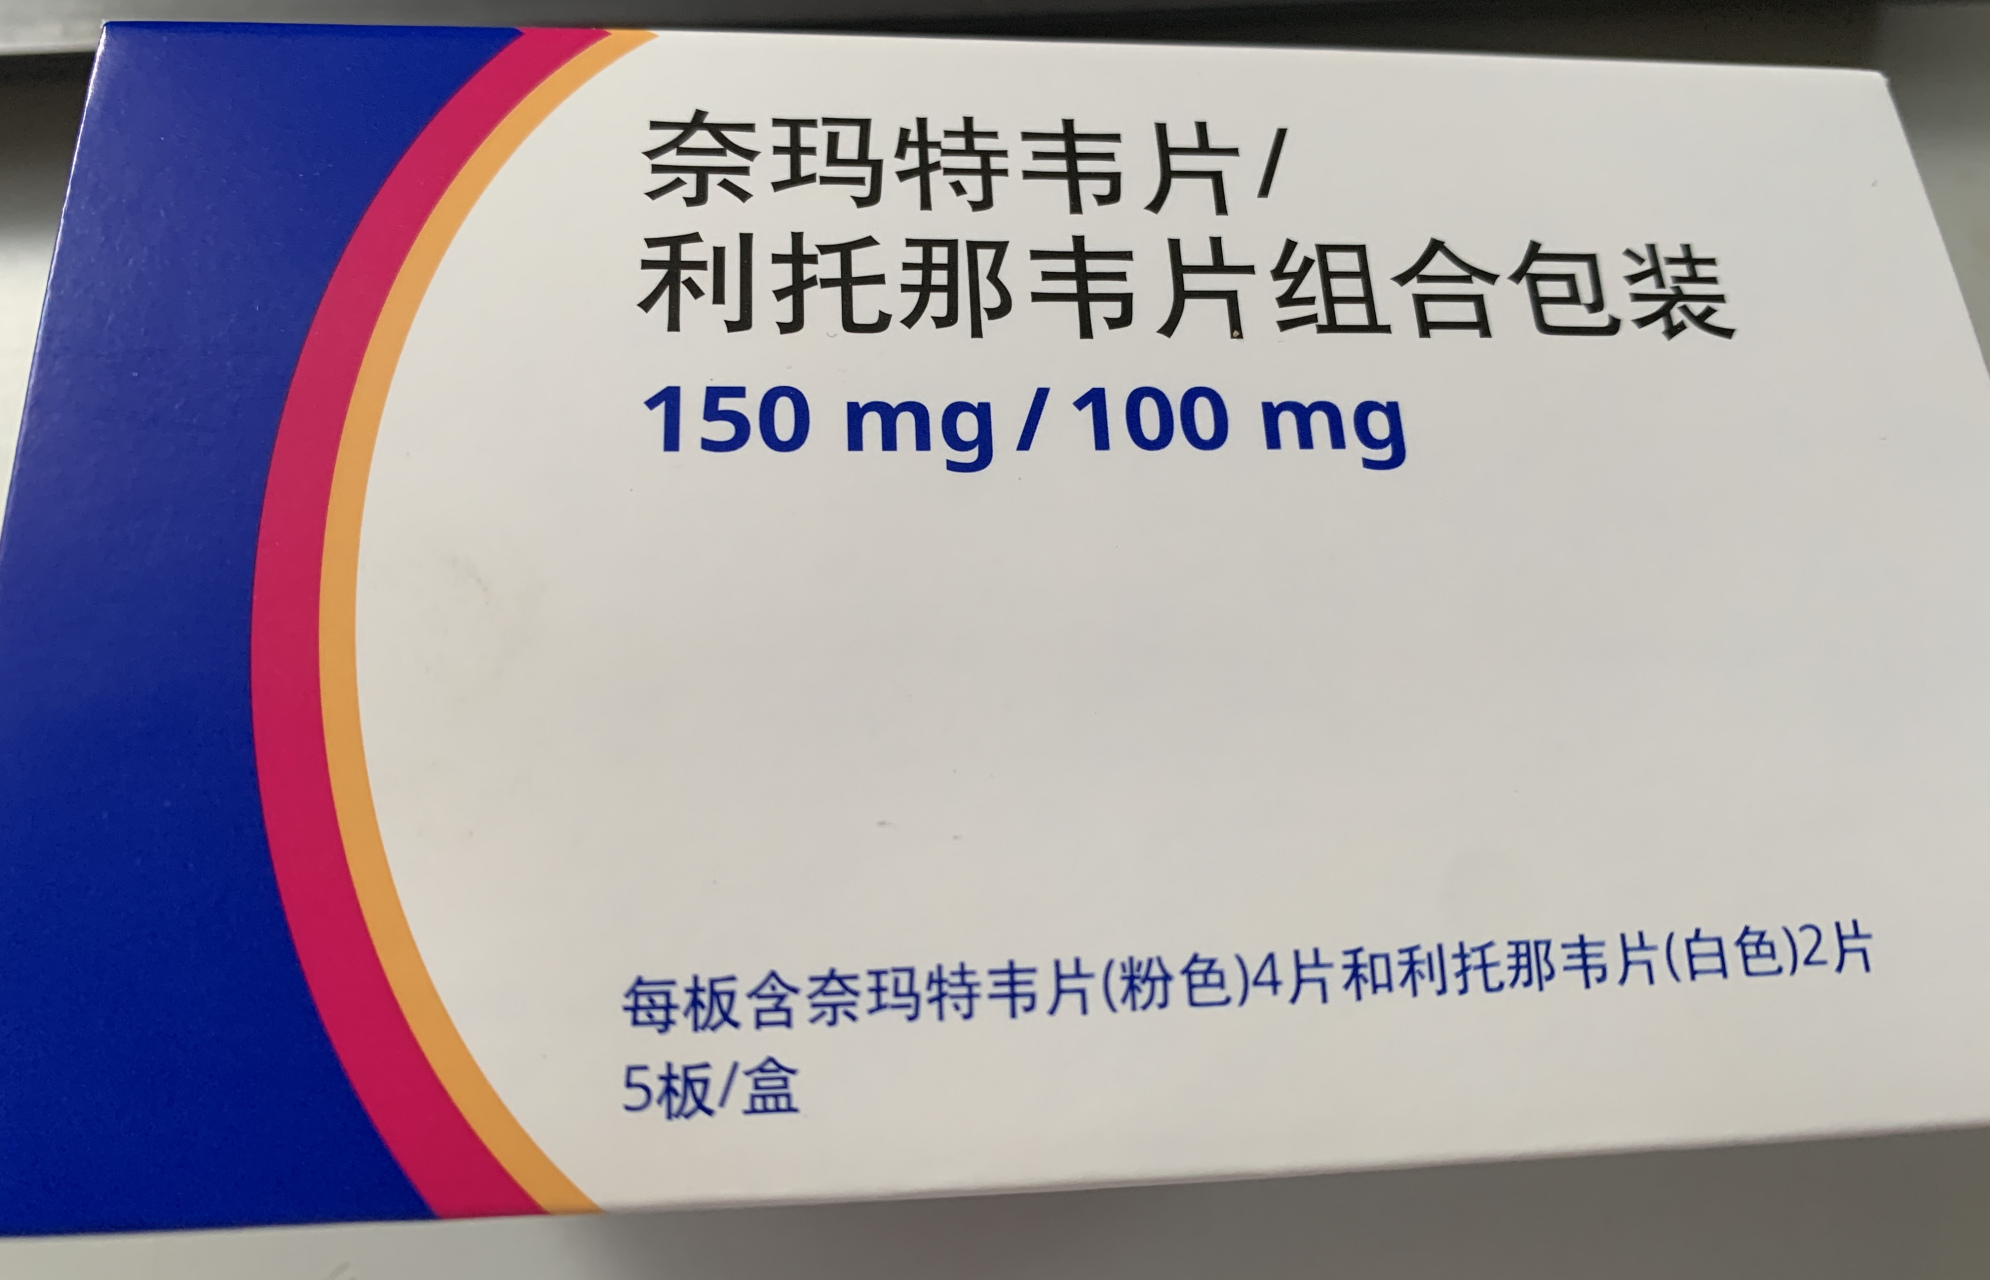 奈玛特韦片/
利托那韦片组合包装
150 mg / 100 mg
每板含奈玛特韦片(粉色)4片和利托那韦片(白色)2片
5板/盒